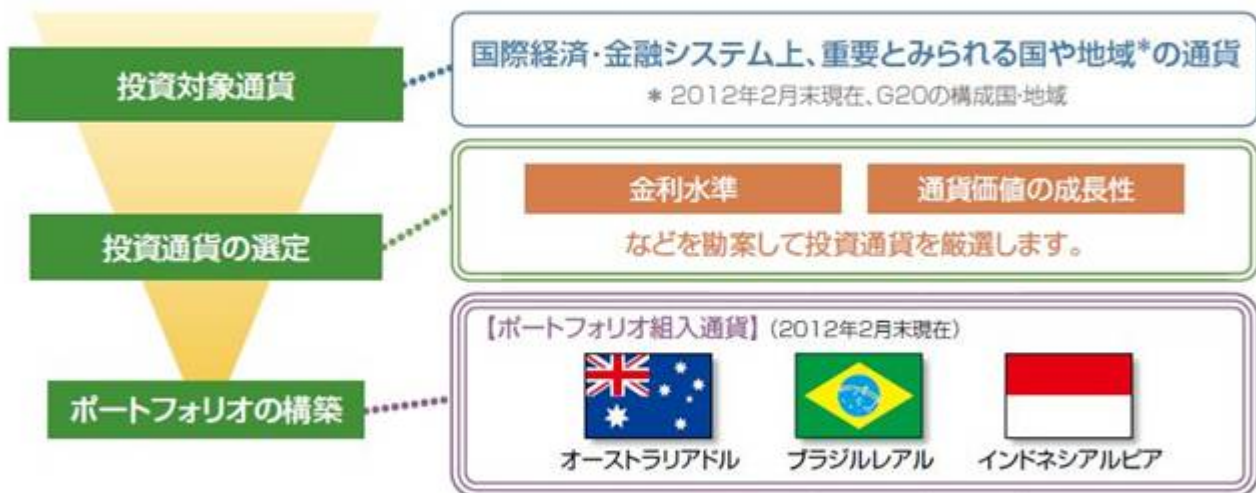 投資対象通貨
国際経済・金融システム上、重要とみられる国や地域*の通貨
* 2012年2月末現在、G20の構成国・地域
投資通貨の選定
金利水準
通貨価値の成長性
などを勘案して投資通貨を厳選します。
ポートフォリオの構築
【ポートフォリオ組入通貨】(2012年2月末現在)
オーストラリアドル
ブラジルレアル
インドネシアルピア